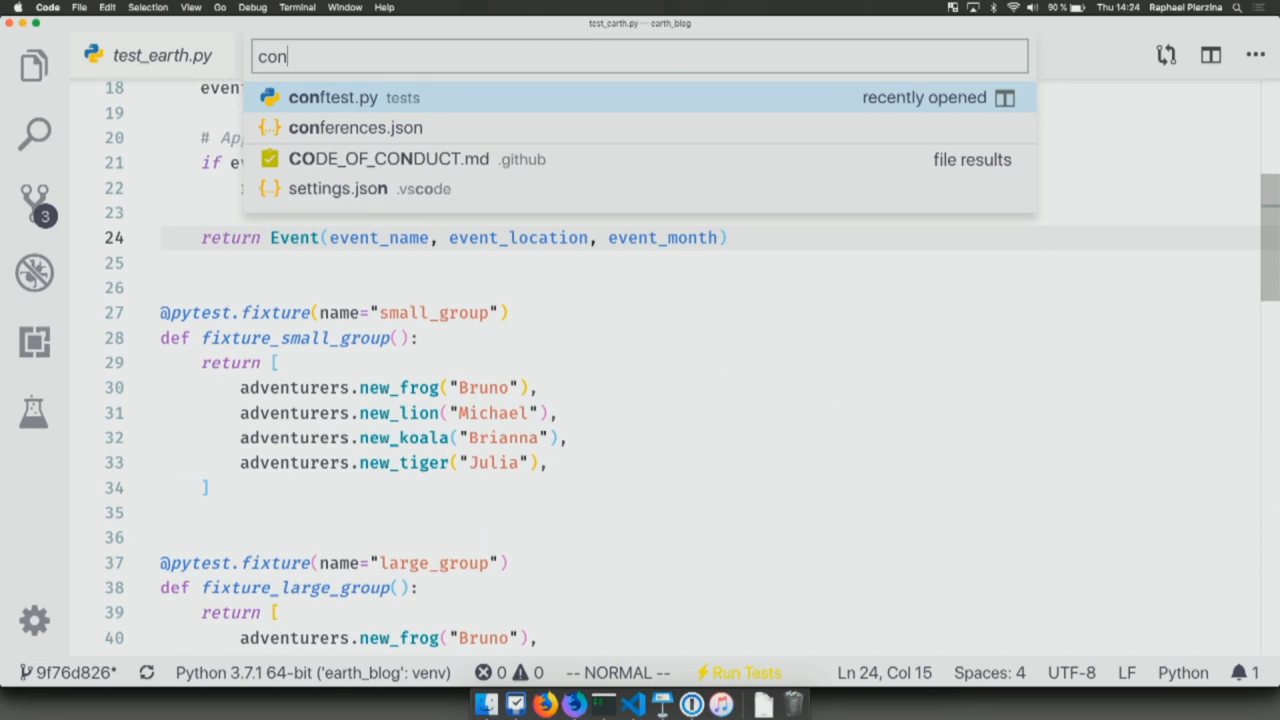 Code File Edit Selection View Go Debug Terminal Window Help 90% Thu 14:24 Raphael Pierzina
test_earth.py — earth_blog
test_earth.py
con
conftest.py tests recently opened
conferences.json
CODE_OF_CONDUCT.md .github file results
settings.json .vscode
3
18 even
19
20 # Ap
21 if ev
22
23
24 return Event(event_name, event_location, event_month)
25
26
27 @pytest.fixture(name="small_group")
28 def fixture_small_group():
29 return [
30 adventurers.new_frog("Bruno"),
31 adventurers.new_lion("Michael"),
32 adventurers.new_koala("Brianna"),
33 adventurers.new_tiger("Julia"),
34 ]
35
36
37 @pytest.fixture(name="large_group")
38 def fixture_large_group():
39 return [
40 adventurers.new_frog("Bruno"),
9f76d826* Python 3.7.1 64-bit ('earth_blog': venv) 0 0 -- NORMAL -- Run Tests Ln 24, Col 15 Spaces: 4 UTF-8 LF Python 1